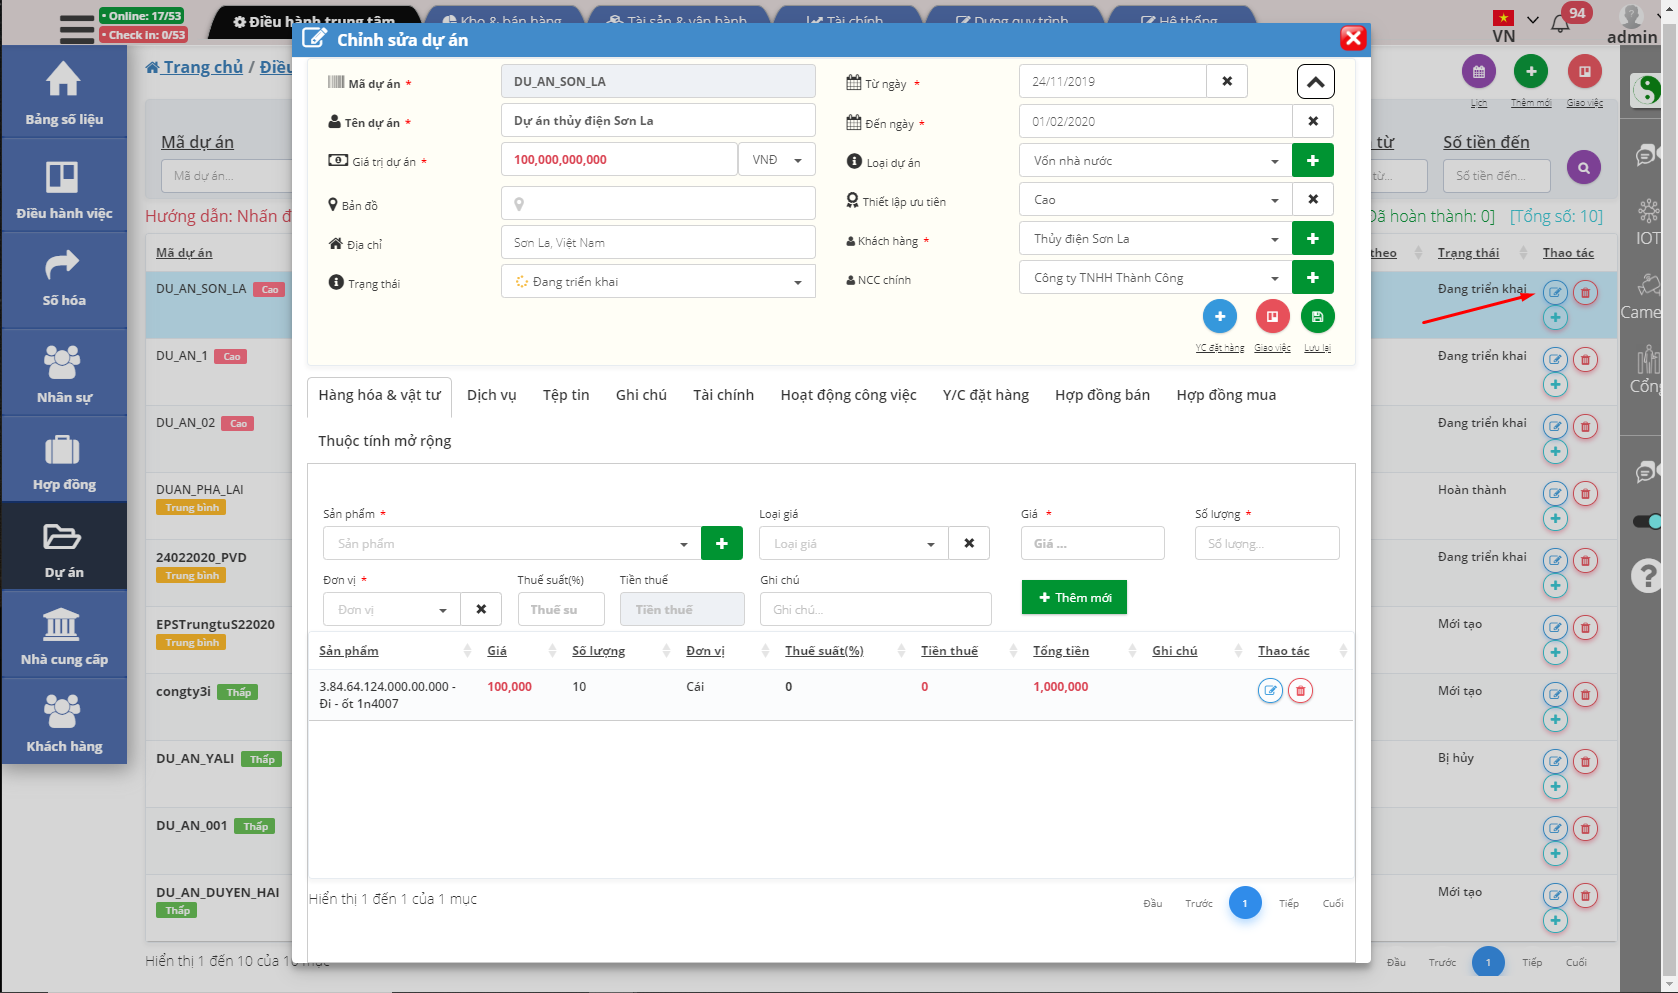 Online: 17/53
Check In: 0/53
Điều hành trung tâm
Kho & bán hàng
Tài sản & vận hành
Tài chính
Dựng quy trình
Hệ thống
94
VN
admin
Bảng số liệu
Điều hành việc
Số hóa
Nhân sự
Hợp đồng
Dự án
Nhà cung cấp
Khách hàng
Trang chủ / Điều
Lịch
Thêm mới
Giao việc
Mã dự án
Mã dự án...
từ
từ...
Số tiền đến
Số tiền đến...
Hướng dẫn: Nhấn đ
Đã hoàn thành: 0]
[Tổng số: 10]
Mã dự án
theo
Trạng thái
Thao tác
DU_AN_SON_LA Cao
Đang triển khai
DU_AN_1 Cao
Đang triển khai
DU_AN_02 Cao
Đang triển khai
DUAN_PHA_LAI
Trung bình
Hoàn thành
24022020_PVD
Trung bình
Đang triển khai
EPSTrungtuS22020
Trung bình
Mới tạo
congty3i Thấp
Mới tạo
DU_AN_YALI Thấp
Bị hủy
DU_AN_001 Thấp
DU_AN_DUYEN_HAI
Thấp
Mới tạo
Hiển thị 1 đến 10 của 10 mục
Đầu
Trước
1
Tiếp
Cuối
IOT
Came
Cổng
Chỉnh sửa dự án
Mã dự án *
DU_AN_SON_LA
Từ ngày *
24/11/2019
Tên dự án *
Dự án thủy điện Sơn La
Đến ngày *
01/02/2020
Giá trị dự án *
100,000,000,000
VNĐ
Loại dự án
Vốn nhà nước
Bản đồ
Thiết lập ưu tiên
Cao
Địa chỉ
Sơn La, Việt Nam
Khách hàng *
Thủy điện Sơn La
Trạng thái
Đang triển khai
NCC chính
Công ty TNHH Thành Công
YC đặt hàng
Giao việc
Lưu lại
Hàng hóa & vật tư
Dịch vụ
Tệp tin
Ghi chú
Tài chính
Hoạt động công việc
Y/C đặt hàng
Hợp đồng bán
Hợp đồng mua
Thuộc tính mở rộng
Sản phẩm *
Loại giá
Giá *
Số lượng *
Sản phẩm
Loại giá
Giá ...
Số lượng...
Đơn vị *
Thuế suất(%)
Tiền thuế
Ghi chú
Đơn vị
Thuế su
Tiền thuế
Ghi chú...
Thêm mới
Sản phẩm
Giá
Số lượng
Đơn vị
Thuế suất(%)
Tiền thuế
Tổng tiền
Ghi chú
Thao tác
3.84.64.124.000.00.000 -
Đi - ốt 1n4007
100,000
10
Cái
0
0
1,000,000
Hiển thị 1 đến 1 của 1 mục
Đầu
Trước
1
Tiếp
Cuối